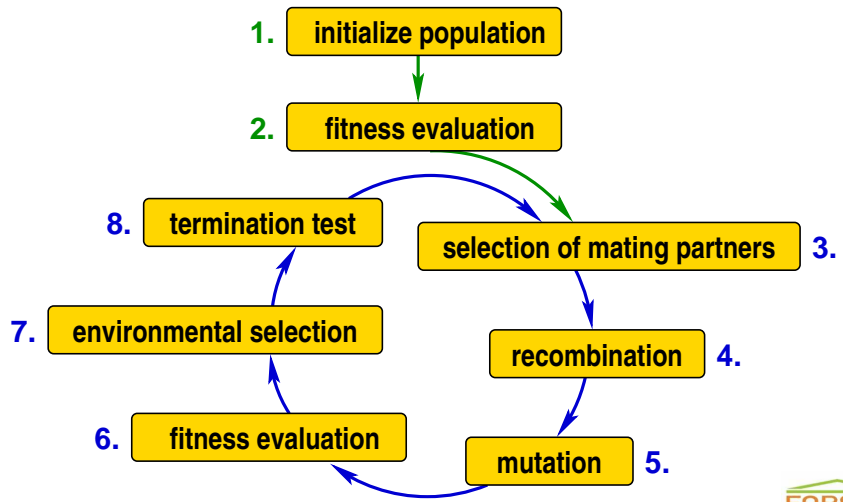 1. initialize population
2. fitness evaluation
8. termination test
selection of mating partners 3.
7. environmental selection
recombination 4.
6. fitness evaluation
mutation 5.